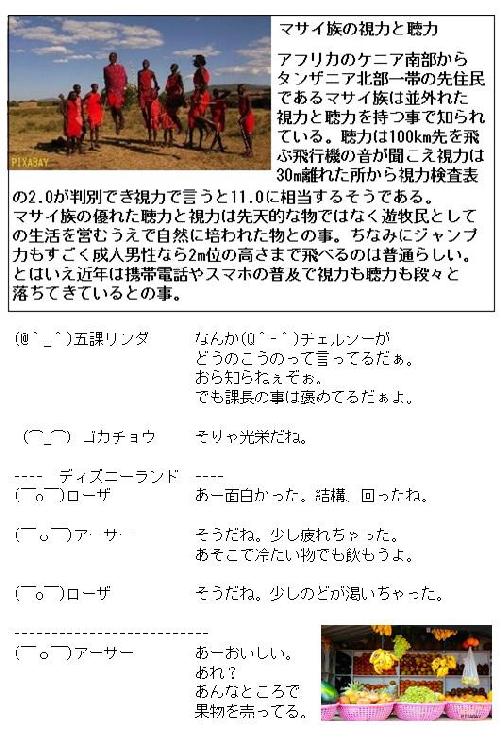 マサイ族の視力と聴力
アフリカのケニア南部から
タンザニア北部一帯の先住民
であるマサイ族は並外れた
視力と聴力を持つ事で知られ
ている。聴力は100km先を飛
ぶ飛行機の音が聞こえ視力は
30m離れた所から視力検査表
の2.0が判別でき視力で言うと11.0に相当するそうである。
マサイ族の優れた聴力と視力は先天的な物ではなく遊牧民として
の生活を営むうえで自然に培われた物との事。ちなみにジャンプ
力もすごく成人男性なら2m位の高さまで飛べるのは普通らしい。
とはいえ近年は携帯電話やスマホの普及で視力も聴力も段々と
落ちてきているとの事。
PIXABAY
(@＾_＾)五課リンダ なんか(Q＾-＾)チェルソーが
どうのこうのって言ってるだぁ。
おら知らねぇぞぉ。
でも課長の事は褒めてるだぁよ。
(⌒_⌒) ゴカチョウ そりゃ光栄だね。
---- ディズニーランド ----
(￣o￣)ローザ あー面白かった。結構、回ったね。
(￣o￣)アーサー そうだね。少し疲れちゃった。
あそこで冷たい物でも飲もうよ。
(￣o￣)ローザ そうだね。少しのどが渇いちゃった。
--------------------------
(￣o￣)アーサー あーおいしい。
あれ？
あんなところで
果物を売ってる。
PIXABAY